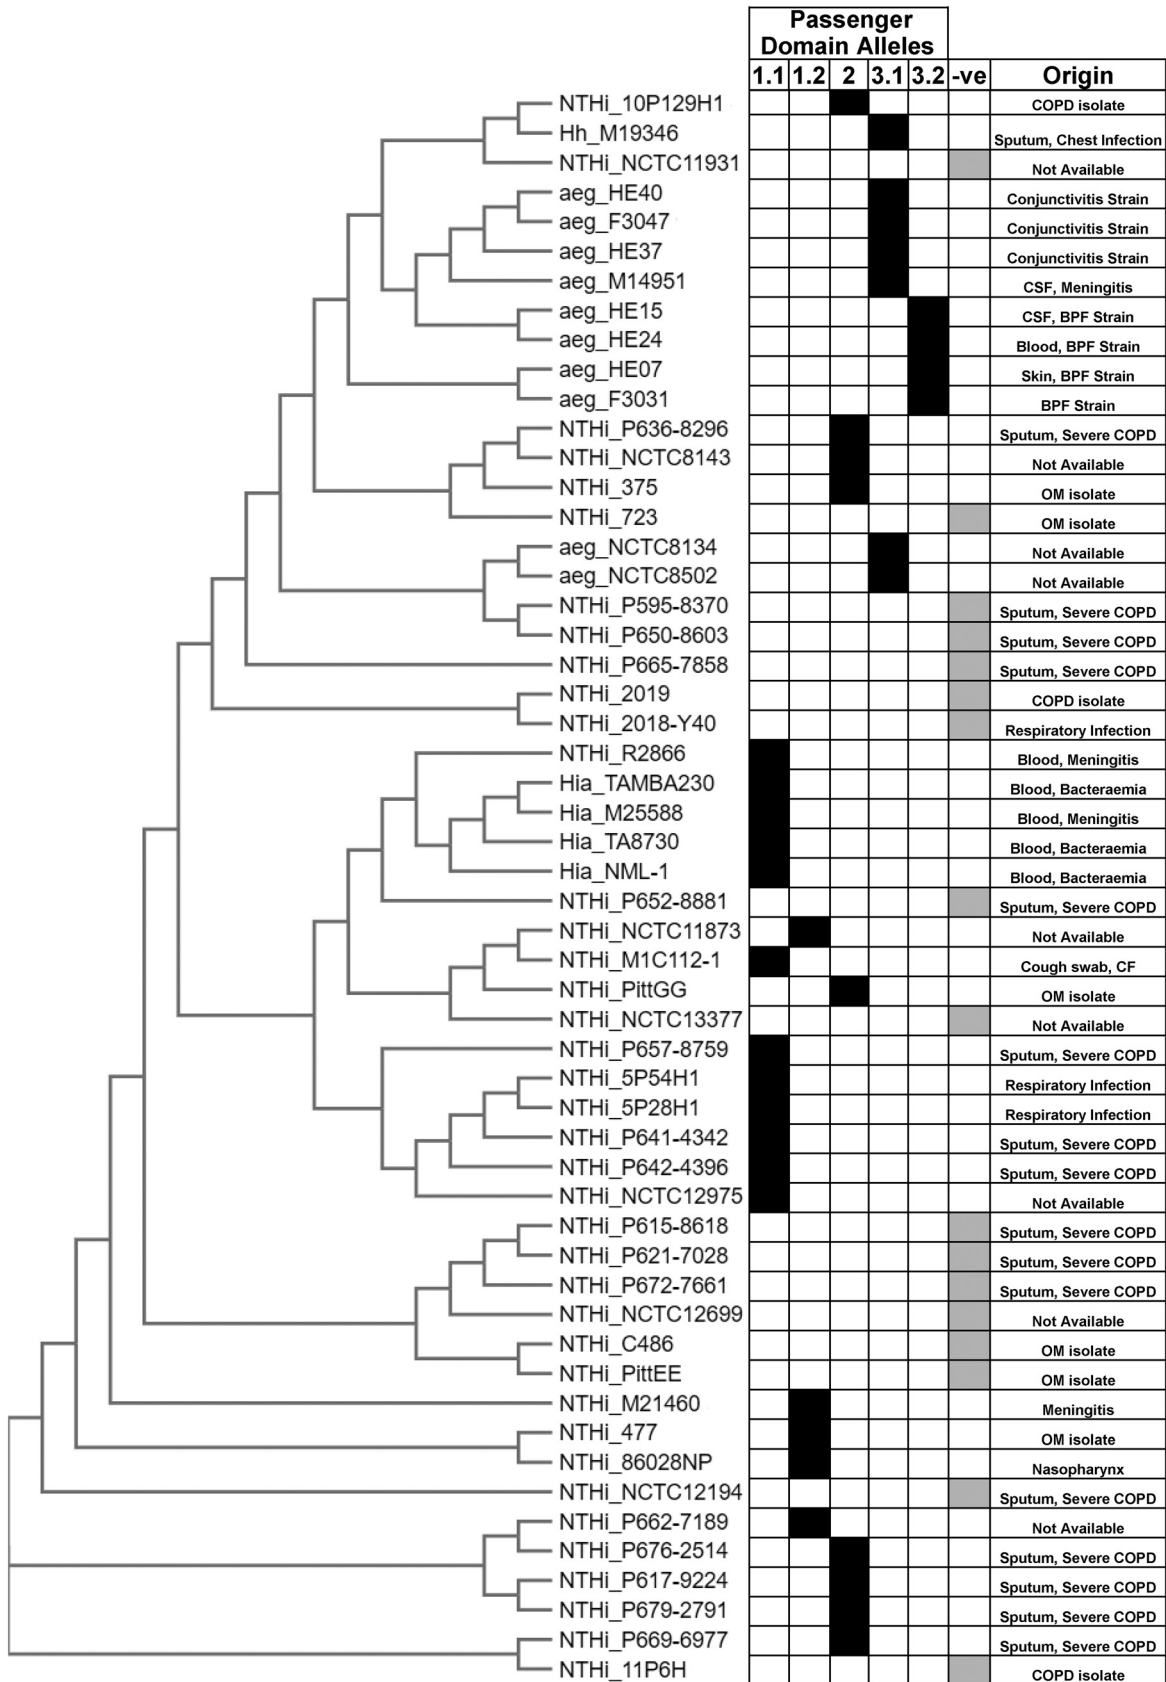 Passenger
Domain Alleles
1.1 1.2 2 3.1 3.2 -ve Origin
NTHi_10P129H1 COPD isolate
Hh_M19346 Sputum, Chest Infection
NTHi_NCTC11931 Not Available
aeg_HE40 Conjunctivitis Strain
aeg_F3047 Conjunctivitis Strain
aeg_HE37 Conjunctivitis Strain
aeg_M14951 CSF, Meningitis
aeg_HE15 CSF, BPF Strain
aeg_HE24 Blood, BPF Strain
aeg_HE07 Skin, BPF Strain
aeg_F3031 BPF Strain
NTHi_P636-8296 Sputum, Severe COPD
NTHi_NCTC8143 Not Available
NTHi_375 OM isolate
NTHi_723 OM isolate
aeg_NCTC8134 Not Available
aeg_NCTC8502 Not Available
NTHi_P595-8370 Sputum, Severe COPD
NTHi_P650-8603 Sputum, Severe COPD
NTHi_P665-7858 Sputum, Severe COPD
NTHi_2019 COPD isolate
NTHi_2018-Y40 Respiratory Infection
NTHi_R2866 Blood, Meningitis
Hia_TAMBA230 Blood, Bacteraemia
Hia_M25588 Blood, Meningitis
Hia_TA8730 Blood, Bacteraemia
Hia_NML-1 Blood, Bacteraemia
NTHi_P652-8881 Sputum, Severe COPD
NTHi_NCTC11873 Not Available
NTHi_M1C112-1 Cough swab, CF
NTHi_PittGG OM isolate
NTHi_NCTC13377 Not Available
NTHi_P657-8759 Sputum, Severe COPD
NTHi_5P54H1 Respiratory Infection
NTHi_5P28H1 Respiratory Infection
NTHi_P641-4342 Sputum, Severe COPD
NTHi_P642-4396 Sputum, Severe COPD
NTHi_NCTC12975 Not Available
NTHi_P615-8618 Sputum, Severe COPD
NTHi_P621-7028 Sputum, Severe COPD
NTHi_P672-7661 Sputum, Severe COPD
NTHi_NCTC12699 Not Available
NTHi_C486 OM isolate
NTHi_PittEE OM isolate
NTHi_M21460 Meningitis
NTHi_477 OM isolate
NTHi_86028NP Nasopharynx
NTHi_NCTC12194 Sputum, Severe COPD
NTHi_P662-7189 Not Available
NTHi_P676-2514 Sputum, Severe COPD
NTHi_P617-9224 Sputum, Severe COPD
NTHi_P679-2791 Sputum, Severe COPD
NTHi_P669-6977 Sputum, Severe COPD
NTHi_11P6H COPD isolate